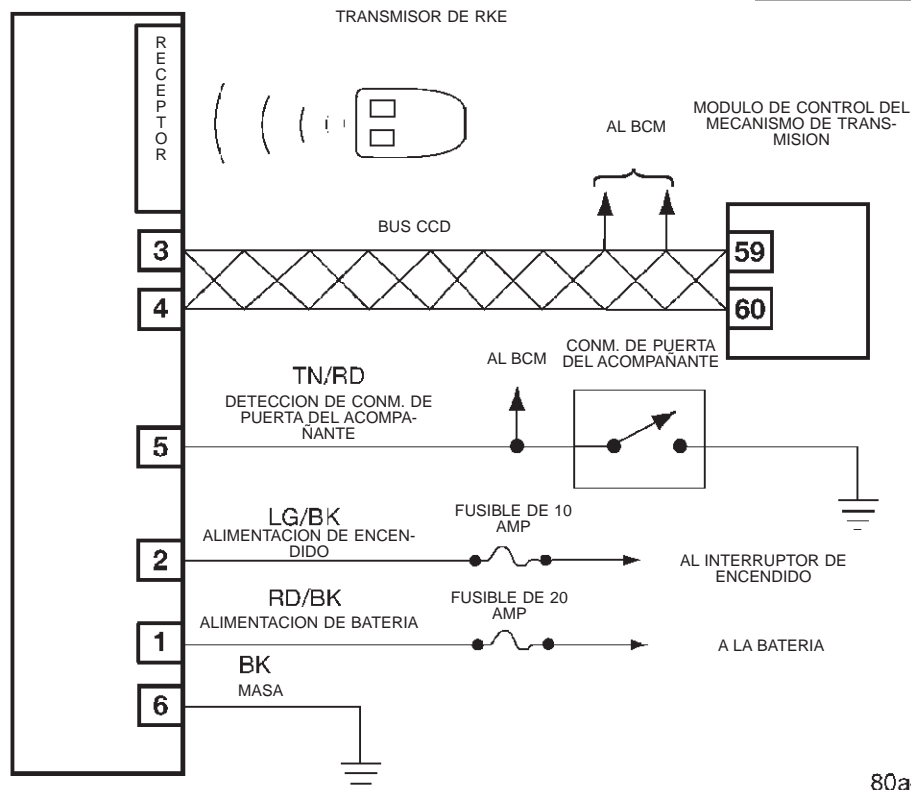 TRANSMISOR DE RKE
RECEPTOR
AL BCM
MODULO DE CONTROL DEL
MECANISMO DE TRANS-
MISION
BUS CCD
3
4
59
60
TN/RD
DETECCION DE CONM. DE
PUERTA DEL ACOMPA-
ÑANTE
AL BCM
CONM. DE PUERTA
DEL ACOMPAÑANTE
5
LG/BK
ALIMENTACION DE ENCEN-
DIDO
FUSIBLE DE 10
AMP
2
AL INTERRUPTOR DE
ENCENDIDO
RD/BK
ALIMENTACION DE BATERIA
FUSIBLE DE 20
AMP
1
A LA BATERIA
BK
MASA
6
80a